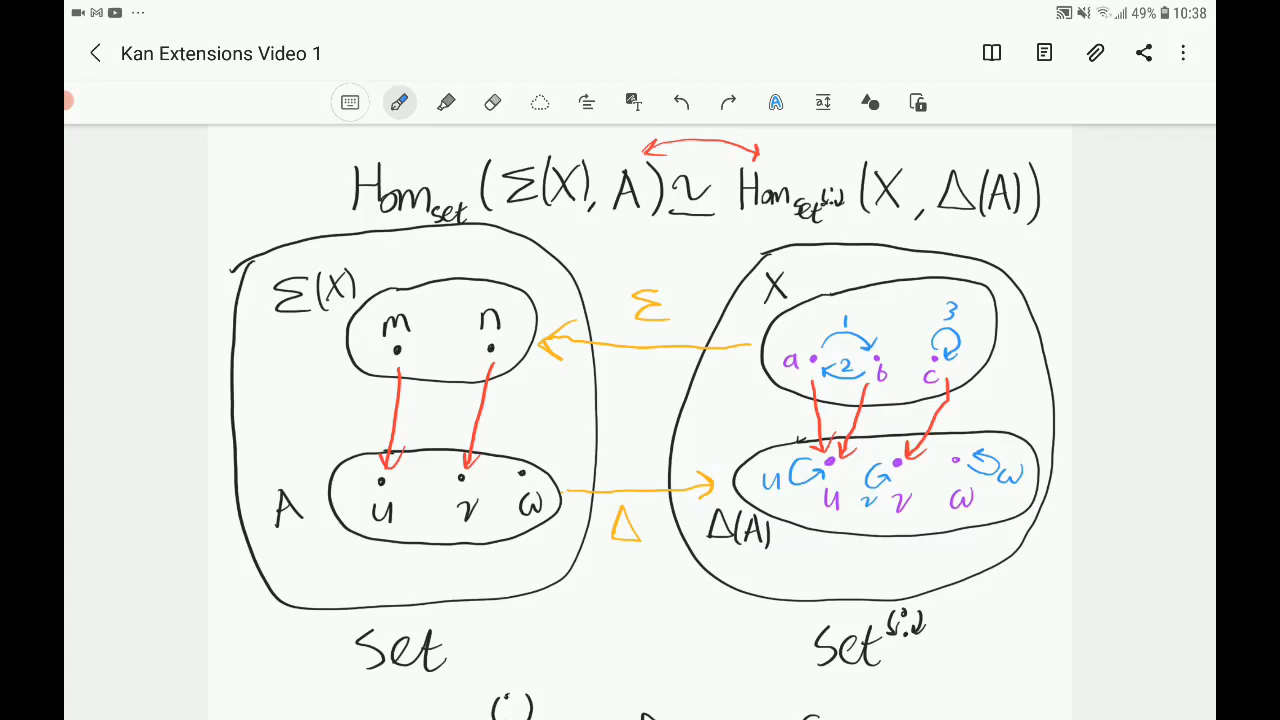 49% 10:38
Kan Extensions Video 1
Hom_set (Σ(X), A) ≃ Hom_set (X, Δ(A))
Σ(X)
m n
Σ
X
1 3
a 2 b c
A
u v w
Δ
u v w
u v w
Δ(A)
Set
Set